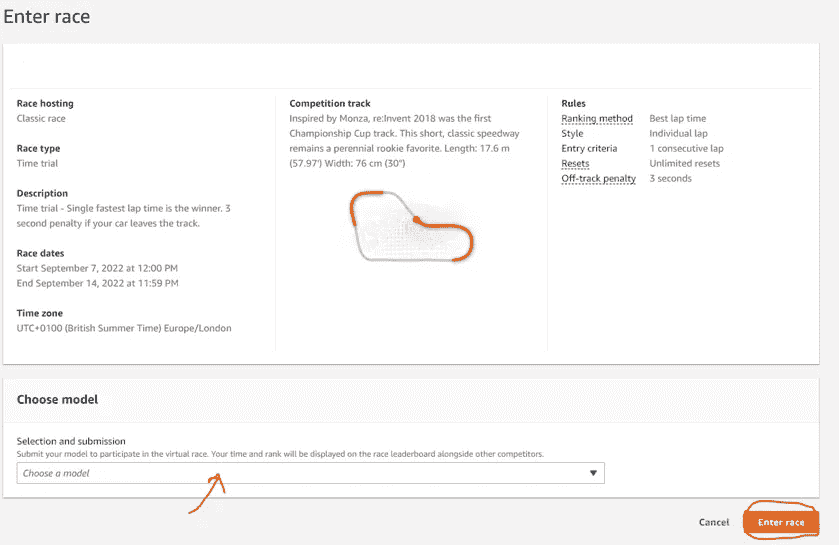 Enter race
Race hosting
Classic race
Race type
Time trial
Description
Time trial - Single fastest lap time is the winner. 3
second penalty if your car leaves the track.
Race dates
Start September 7, 2022 at 12:00 PM
End September 14, 2022 at 11:59 PM
Time zone
UTC+0100 (British Summer Time) Europe/London
Competition track
Inspired by Monza, re:Invent 2018 was the first
Championship Cup track. This short, classic speedway
remains a perennial rookie favorite. Length: 17.6 m
(57.97') Width: 76 cm (30")
Rules
Ranking method Best lap time
Style Individual lap
Entry criteria 1 consecutive lap
Resets Unlimited resets
Off-track penalty 3 seconds
Choose model
Selection and submission
Submit your model to participate in the virtual race. Your time and rank will be displayed on the race leaderboard alongside other competitors.
Choose a model
Cancel Enter race